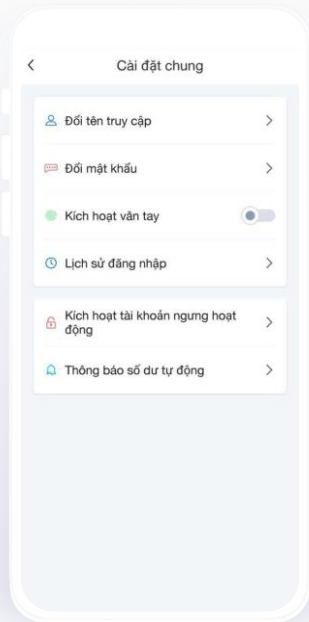 Cài đặt chung
Đổi tên truy cập
Đổi mật khẩu
Kích hoạt vân tay
Lịch sử đăng nhập
Kích hoạt tài khoản ngưng hoạt
động
Thông báo số dư tự động